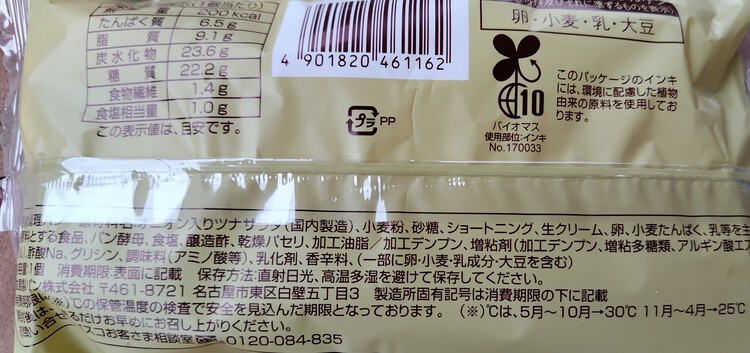 たんぱく質 6.5g
脂質 9.1g
炭水化物 23.6g
糖質 22.2g
食物繊維 1.4g
食塩相当量 1.0g
この表示値は、目安です。
4 901820 461162
プラ PP
卵・小麦・乳・大豆
10
バイオマス
使用部位:インキ
No.170033
このパッケージのインキ
には、環境に配慮した植物
由来の原料を使用してお
ります。
オニオン入りツナサラダ(国内製造)、小麦粉、砂糖、ショートニング、生クリーム、卵、小麦たんぱく、乳等を主
とする食品、パン酵母、食塩、醸造酢、乾燥パセリ、加工油脂/加工デンプン、増粘剤(加工デンプン、増粘多糖類、アルギン酸エ
酢酸Na、グリシン、調味料(アミノ酸等)、乳化剤、香辛料、(一部に卵・小麦・乳成分・大豆を含む)
1個 消費期限:表面に記載 保存方法:直射日光、高温多湿を避けて保存してください。
パン株式会社 〒461-8721 名古屋市東区白壁五丁目3 製造所固有記号は消費期限の下に記載
(※)℃の保管温度の検査で安全を見込んだ期限となっております。(※)℃は、5月〜10月→30℃ 11月〜4月→25℃
せるだけお早めにお召し上がりください。
スコお客さま相談室 0120-084-835